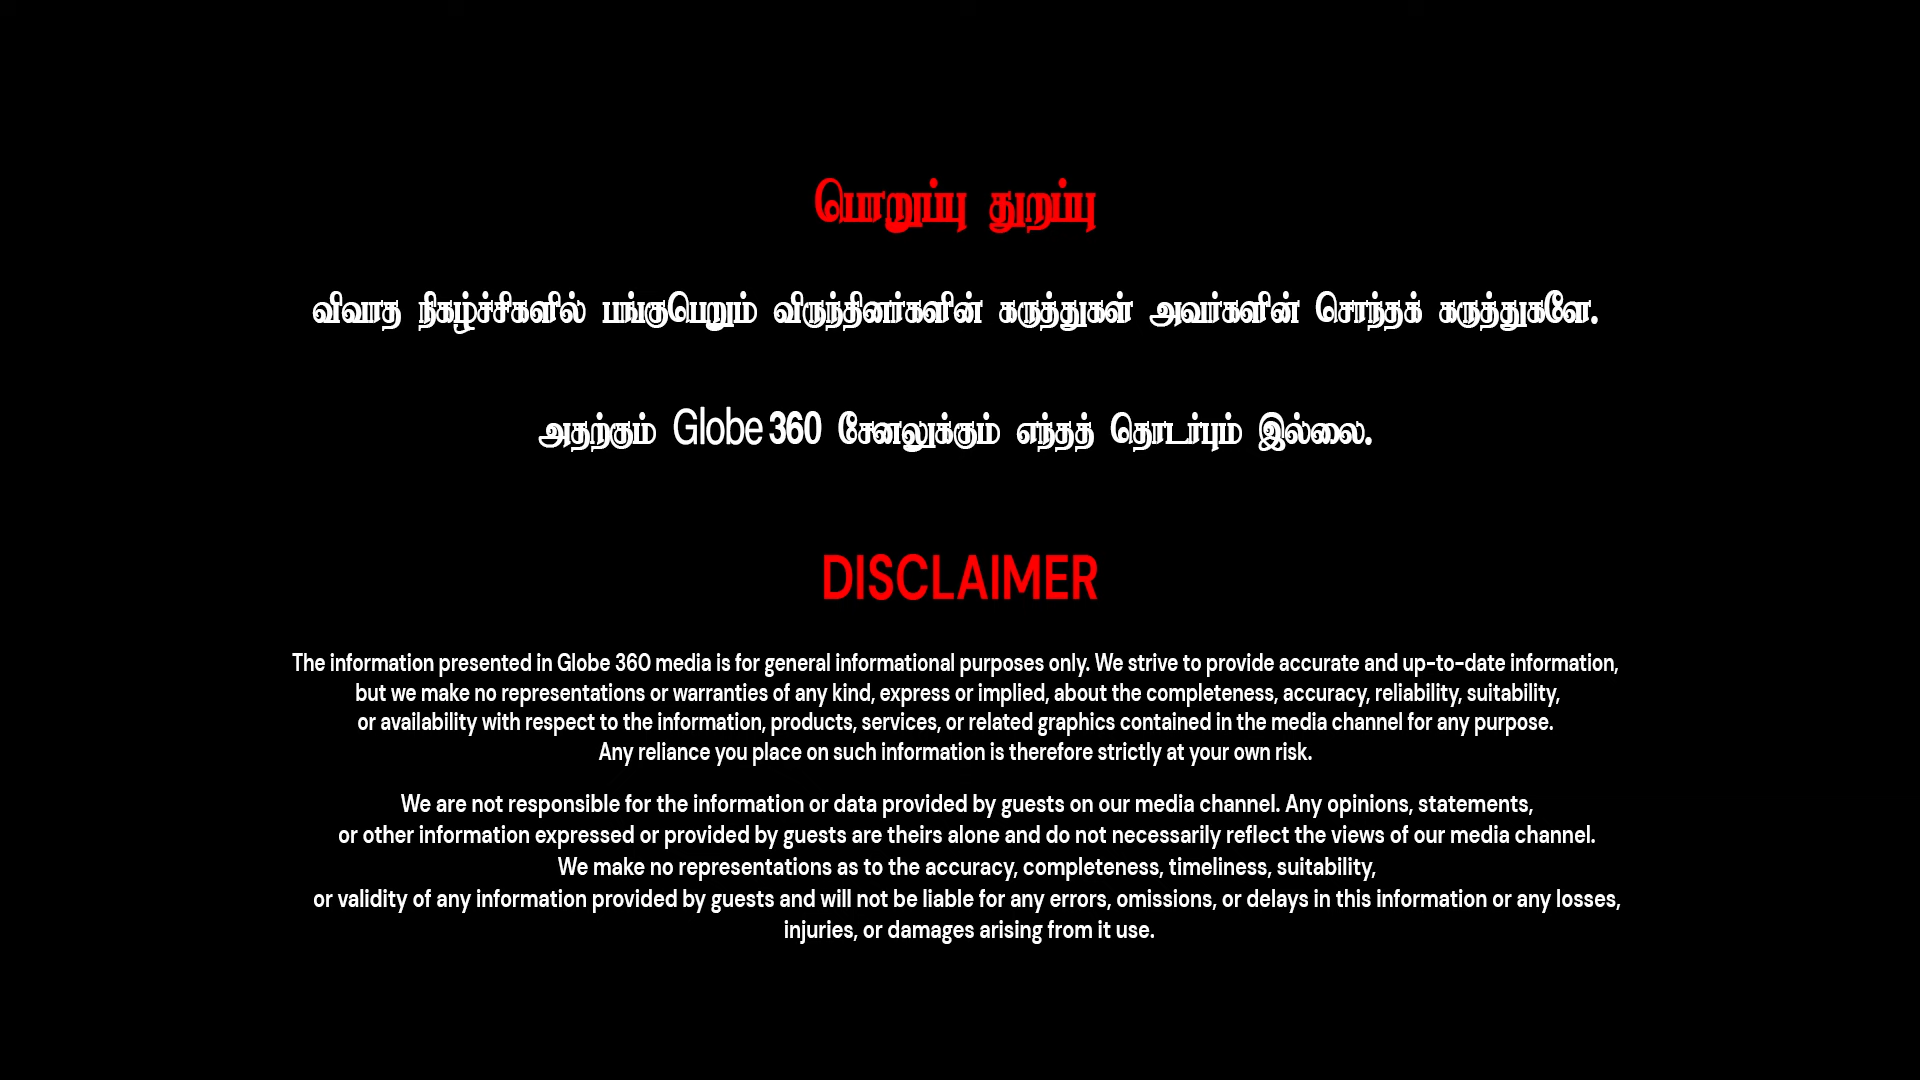 பொறுப்பு துறப்பு
விவாத நிகழ்ச்சிகளில் பங்குபெறும் விருந்தினர்களின் கருத்துகள் அவர்களின் சொந்தக் கருத்துகளே.
அதற்கும் Globe 360 சேனலுக்கும் எந்தத் தொடர்பும் இல்லை.
DISCLAIMER
The information presented in Globe 360 media is for general informational purposes only. We strive to provide accurate and up-to-date information,
but we make no representations or warranties of any kind, express or implied, about the completeness, accuracy, reliability, suitability,
or availability with respect to the information, products, services, or related graphics contained in the media channel for any purpose.
Any reliance you place on such information is therefore strictly at your own risk.
We are not responsible for the information or data provided by guests on our media channel. Any opinions, statements,
or other information expressed or provided by guests are theirs alone and do not necessarily reflect the views of our media channel.
We make no representations as to the accuracy, completeness, timeliness, suitability,
or validity of any information provided by guests and will not be liable for any errors, omissions, or delays in this information or any losses,
injuries, or damages arising from it use.